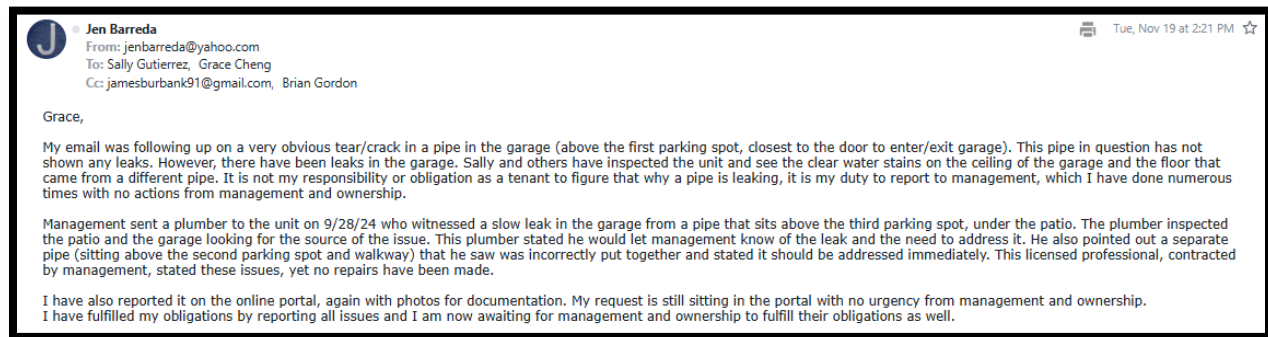 J
Jen Barreda
Tue, Nov 19 at 2:21 PM
From: jenbarreda@yahoo.com
To: Sally Gutierrez, Grace Cheng
Cc: jamesburbank91@gmail.com, Brian Gordon
Grace,
My email was following up on a very obvious tear/crack in a pipe in the garage (above the first parking spot, closest to the door to enter/exit garage). This pipe in question has not
shown any leaks. However, there have been leaks in the garage. Sally and others have inspected the unit and see the clear water stains on the ceiling of the garage and the floor that
came from a different pipe. It is not my responsibility or obligation as a tenant to figure that why a pipe is leaking, it is my duty to report to management, which I have done numerous
times with no actions from management and ownership.
Management sent a plumber to the unit on 9/28/24 who witnessed a slow leak in the garage from a pipe that sits above the third parking spot, under the patio. The plumber inspected
the patio and the garage looking for the source of the issue. This plumber stated he would let management know of the leak and the need to address it. He also pointed out a separate
pipe (sitting above the second parking spot and walkway) that he saw was incorrectly put together and stated it should be addressed immediately. This licensed professional, contracted
by management, stated these issues, yet no repairs have been made.
I have also reported it on the online portal, again with photos for documentation. My request is still sitting in the portal with no urgency from management and ownership.
I have fulfilled my obligations by reporting all issues and I am now awaiting for management and ownership to fulfill their obligations as well.